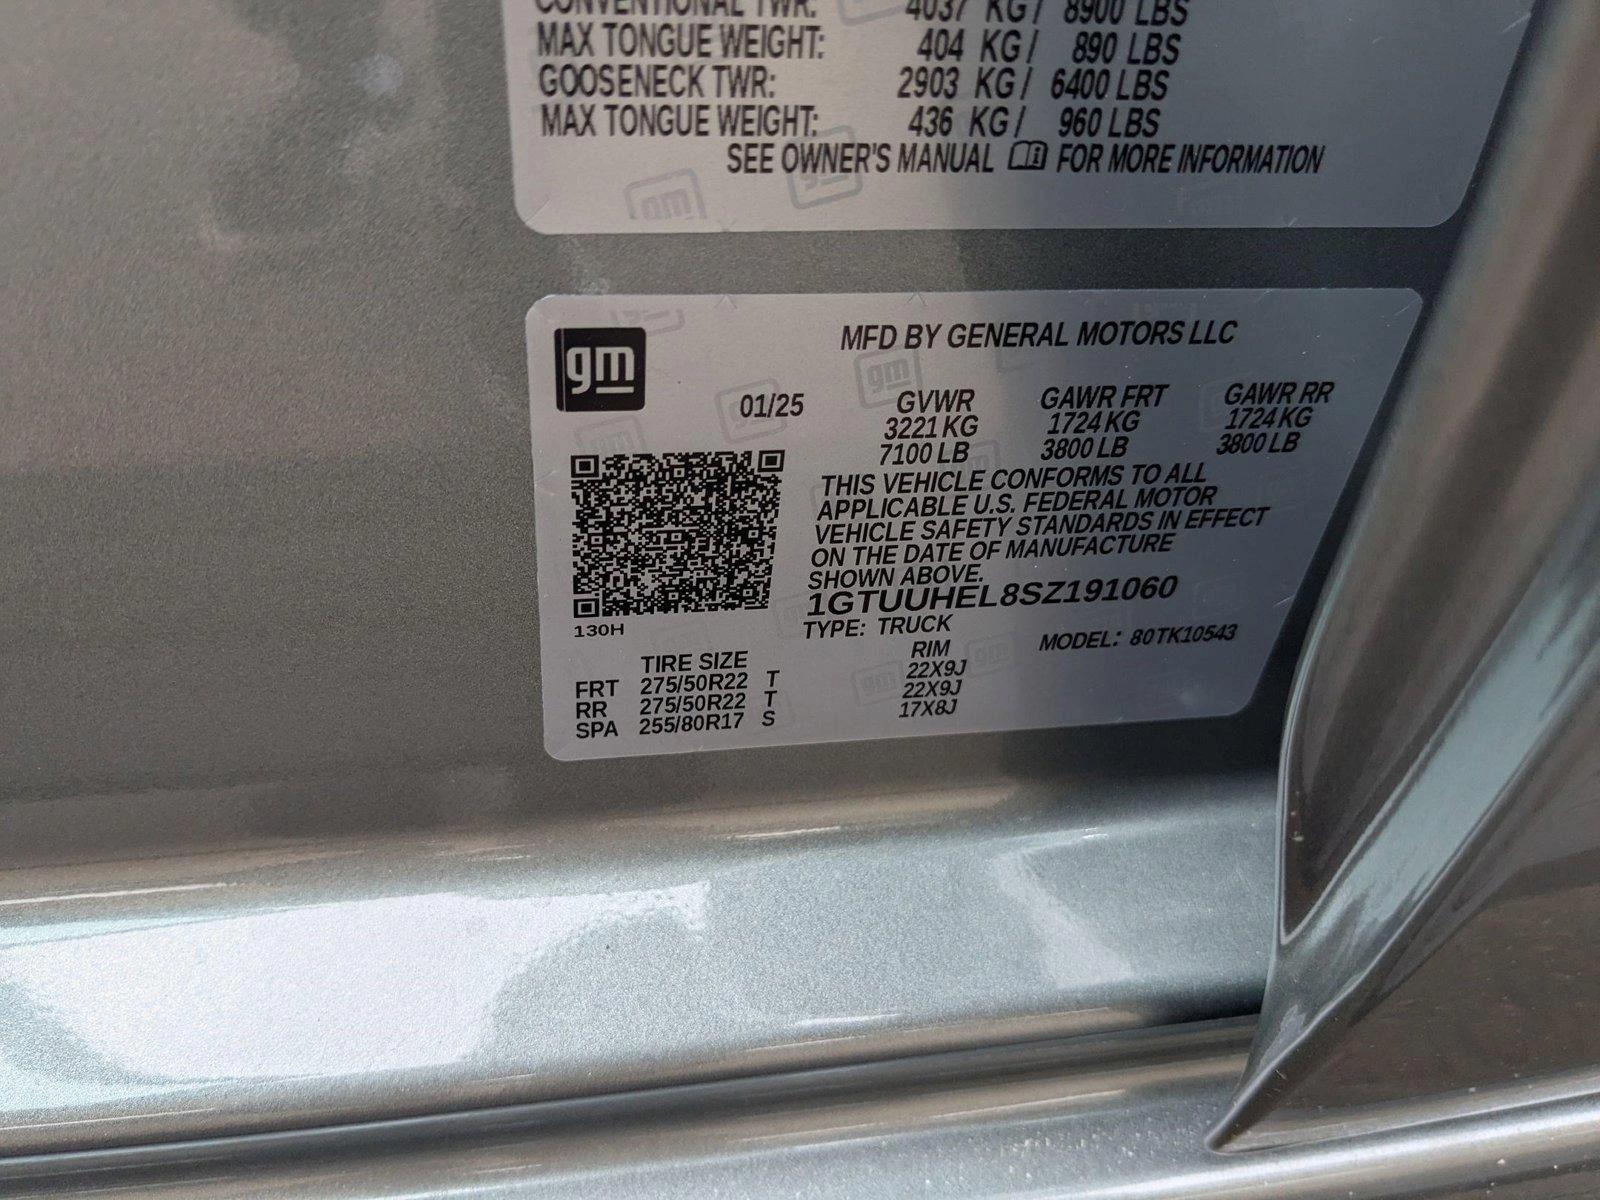 CONVENTIONAL TWR: 4037 KG/ 8900 LBS
MAX TONGUE WEIGHT: 404 KG/ 890 LBS
GOOSENECK TWR: 2903 KG/ 6400 LBS
MAX TONGUE WEIGHT: 436 KG/ 960 LBS
SEE OWNER'S MANUAL FOR MORE INFORMATION
gm
MFD BY GENERAL MOTORS LLC
01/25 GVWR GAWR FRT GAWR RR
3221 KG 1724 KG 1724 KG
7100 LB 3800 LB 3800 LB
THIS VEHICLE CONFORMS TO ALL
APPLICABLE U.S. FEDERAL MOTOR
VEHICLE SAFETY STANDARDS IN EFFECT
ON THE DATE OF MANUFACTURE
SHOWN ABOVE.
1GTUUHEL8SZ191060
130H
TYPE: TRUCK MODEL: 80TK10543
TIRE SIZE RIM
FRT 275/50R22 T 22X9J
RR 275/50R22 T 22X9J
SPA 255/80R17 S 17X8J